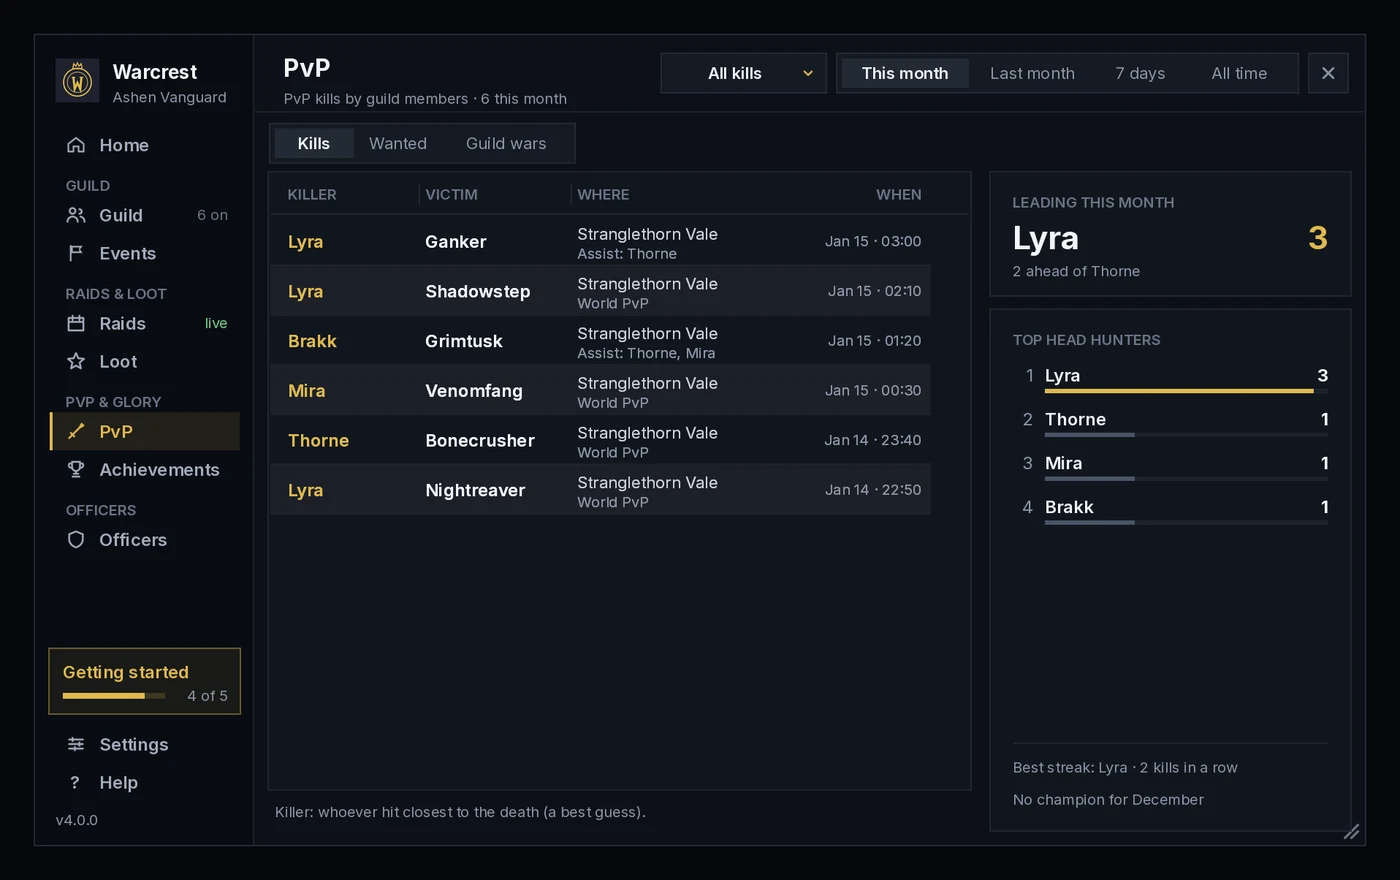 Warcrest
Ashen Vanguard
Home
GUILD
Guild 6 on
Events
RAIDS & LOOT
Raids live
Loot
PVP & GLORY
PvP
Achievements
OFFICERS
Officers
Getting started
4 of 5
Settings
? Help
v4.0.0
PvP
PvP kills by guild members · 6 this month
All kills
This month Last month 7 days All time
Kills Wanted Guild wars
KILLER VICTIM WHERE WHEN
Lyra Ganker Stranglethorn Vale Jan 15 · 03:00
Assist: Thorne
Lyra Shadowstep Stranglethorn Vale Jan 15 · 02:10
World PvP
Brakk Grimtusk Stranglethorn Vale Jan 15 · 01:20
Assist: Thorne, Mira
Mira Venomfang Stranglethorn Vale Jan 15 · 00:30
World PvP
Thorne Bonecrusher Stranglethorn Vale Jan 14 · 23:40
World PvP
Lyra Nightreaver Stranglethorn Vale Jan 14 · 22:50
World PvP
Killer: whoever hit closest to the death (a best guess).
LEADING THIS MONTH
Lyra 3
2 ahead of Thorne
TOP HEAD HUNTERS
1 Lyra 3
2 Thorne 1
3 Mira 1
4 Brakk 1
Best streak: Lyra · 2 kills in a row
No champion for December